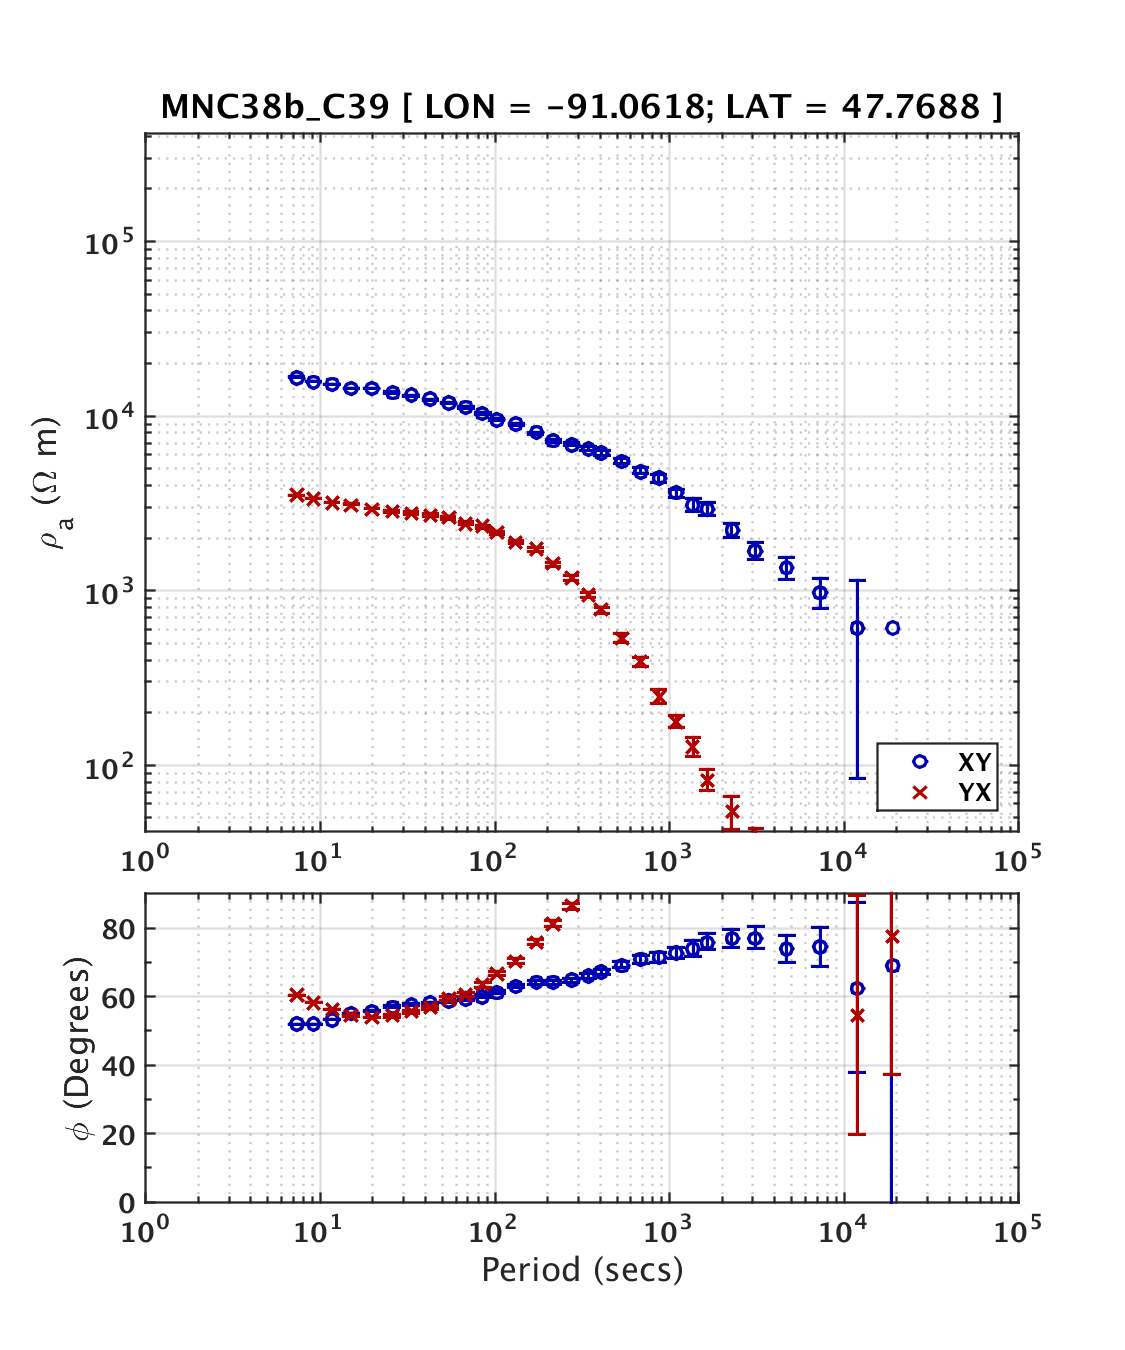 MNC38b_C39 [ LON = −91.0618; LAT = 47.7688 ]
ρa (Ω m)
10^5
10^4
10^3
10^2
XY
YX
10^0 10^1 10^2 10^3 10^4 10^5
ϕ (Degrees)
80
60
40
20
0
10^0 10^1 10^2 10^3 10^4 10^5
Period (secs)